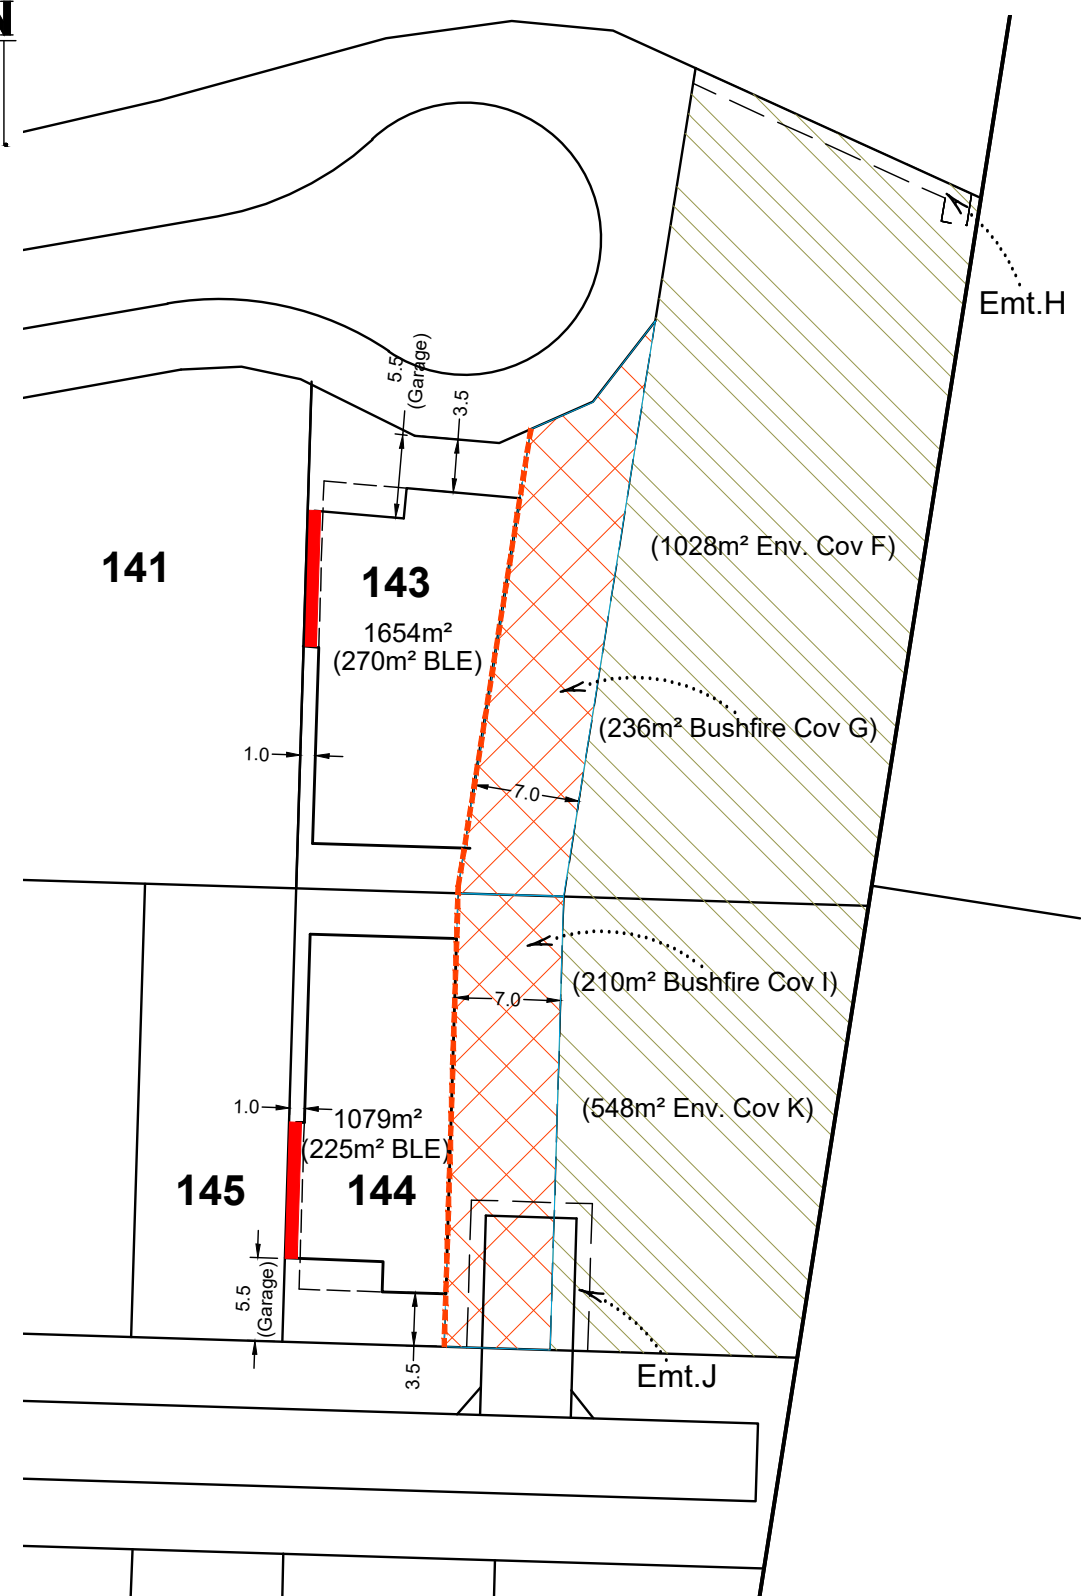 N
Emt.H
5.5
(Garage)
3.5
(1028m² Env. Cov F)
141
143
1654m²
(270m² BLE)
(236m² Bushfire Cov G)
1.0
7.0
(210m² Bushfire Cov I)
7.0
1.0
1079m²
(225m² BLE)
(548m² Env. Cov K)
145
144
5.5
(Garage)
3.5
Emt.J